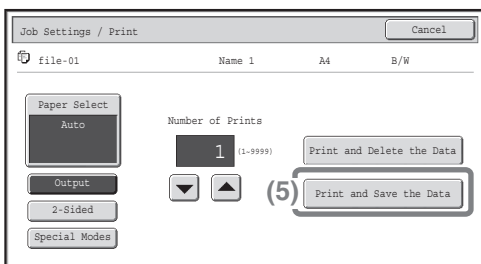 Job Settings / Print
Cancel
file-01 Name 1 A4 B/W
Paper Select
Auto
Number of Prints
1 (1~9999)
Print and Delete the Data
Output
(5) Print and Save the Data
2-Sided
Special Modes